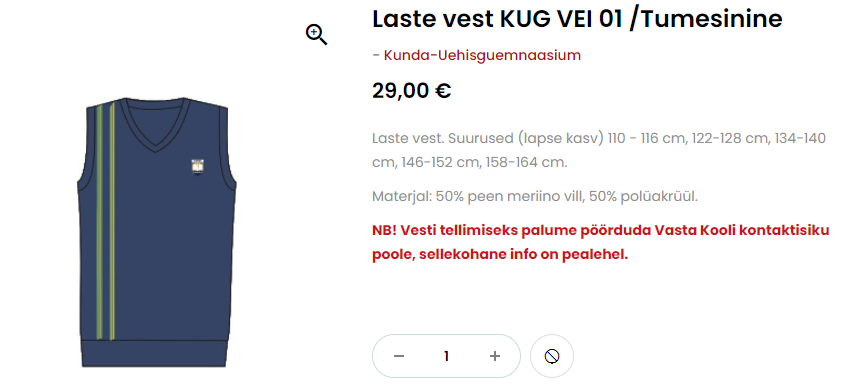 Laste vest KUG VEI 01 /Tumesinine
- Kunda-Uehisguemnaasium
29,00 €
Laste vest. Suurused (lapse kasv) 110 - 116 cm, 122-128 cm, 134-140
cm, 146-152 cm, 158-164 cm.
Materjal: 50% peen meriino vill, 50% polüakrüül.
NB! Vesti tellimiseks palume pöörduda Vasta Kooli kontaktisiku
poole, sellekohane info on pealehel.
− 1 +